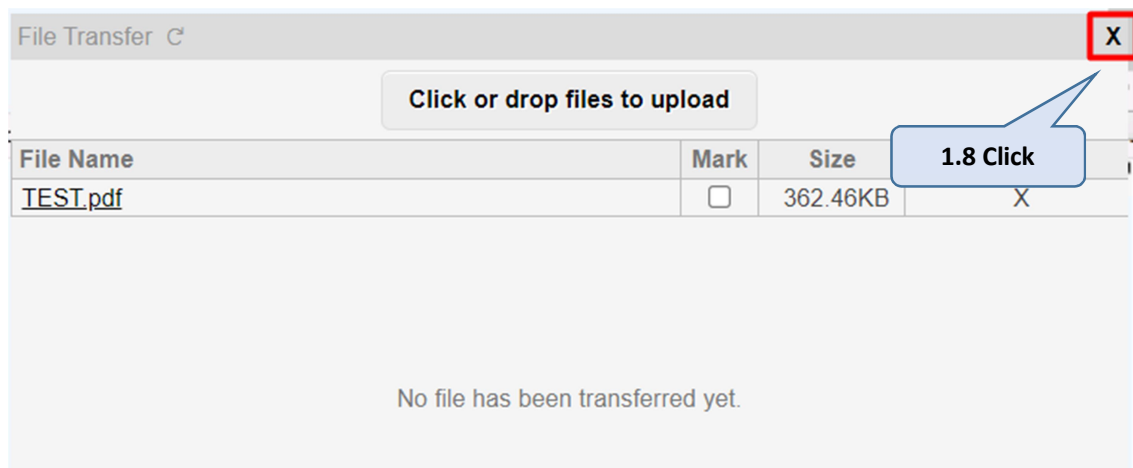 File Transfer X
Click or drop files to upload
File Name Mark Size
1.8 Click
TEST.pdf 362.46KB X
No file has been transferred yet.